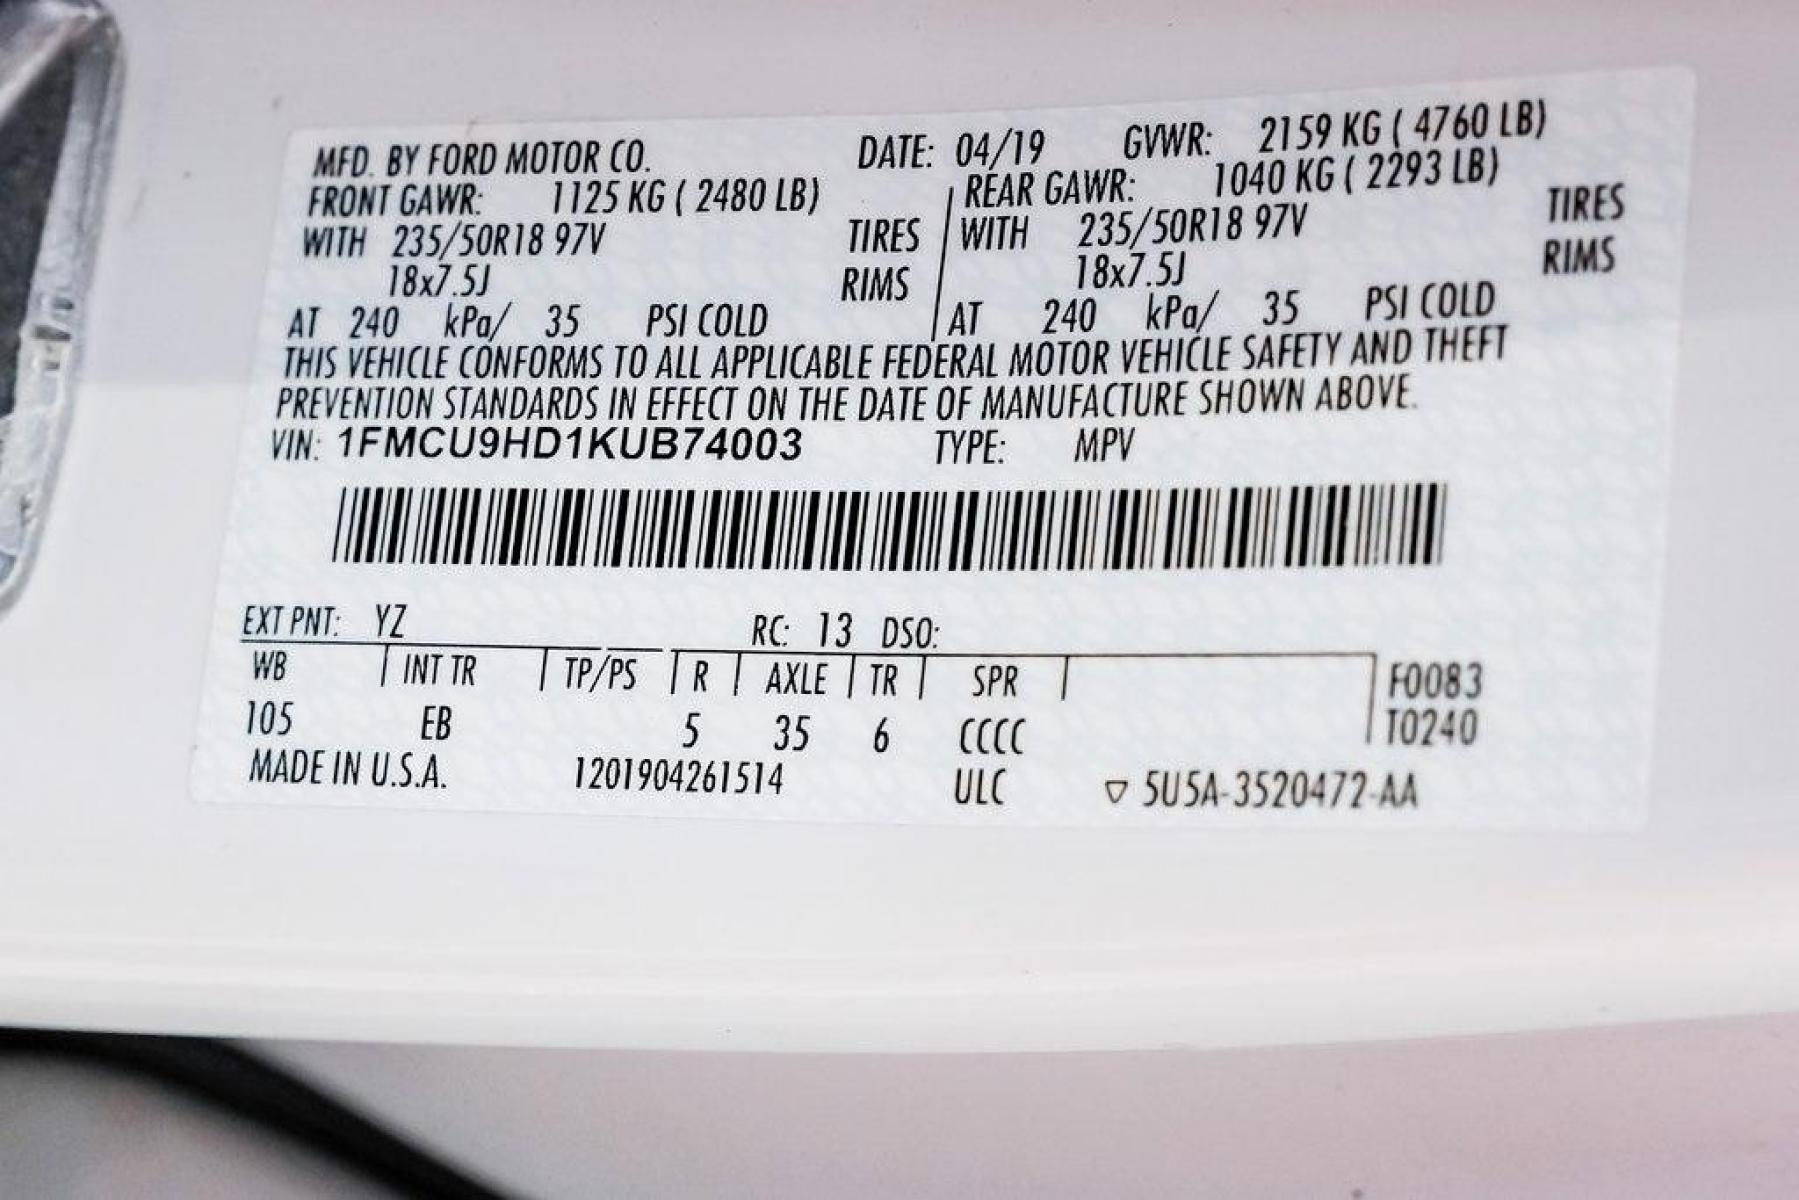 MFD. BY FORD MOTOR CO. DATE: 04/19 GVWR: 2159 KG ( 4760 LB)
FRONT GAWR: 1125 KG ( 2480 LB) REAR GAWR: 1040 KG ( 2293 LB)
WITH 235/50R18 97V TIRES WITH 235/50R18 97V TIRES
18x7.5J RIMS 18x7.5J RIMS
AT 240 kPa/ 35 PSI COLD AT 240 kPa/ 35 PSI COLD
THIS VEHICLE CONFORMS TO ALL APPLICABLE FEDERAL MOTOR VEHICLE SAFETY AND THEFT
PREVENTION STANDARDS IN EFFECT ON THE DATE OF MANUFACTURE SHOWN ABOVE.
VIN: 1FMCU9HD1KUB74003 TYPE: MPV
EXT PNT: YZ RC: 13 DSO:
WB INT TR TP/PS R AXLE TR SPR F0083
105 EB 5 35 6 CCCC T0240
MADE IN U.S.A. 1201904261514 ULC ▽ 5U5A-3520472-AA